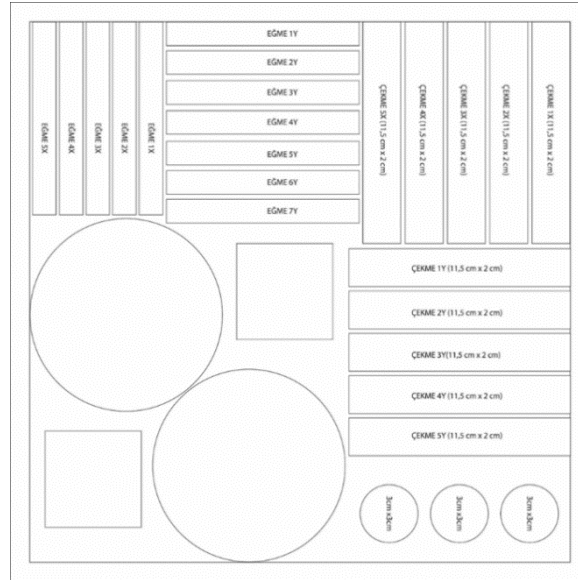 EĞME 5X
EĞME 4X
EĞME 3X
EĞME 2X
EĞME 1X
EĞME 1Y
EĞME 2Y
EĞME 3Y
EĞME 4Y
EĞME 5Y
EĞME 6Y
EĞME 7Y
ÇEKME 5X (11,5 cm x 2 cm)
ÇEKME 4X (11,5 cm x 2 cm)
ÇEKME 3X (11,5 cm x 2 cm)
ÇEKME 2X (11,5 cm x 2 cm)
ÇEKME 1X (11,5 cm x 2 cm)
ÇEKME 1Y (11,5 cm x 2 cm)
ÇEKME 2Y (11,5 cm x 2 cm)
ÇEKME 3Y(11,5 cm x 2 cm)
ÇEKME 4Y (11,5 cm x 2 cm)
ÇEKME 5Y (11,5 cm x 2 cm)
3cm x3cm
3cm x3cm
3cm x3cm